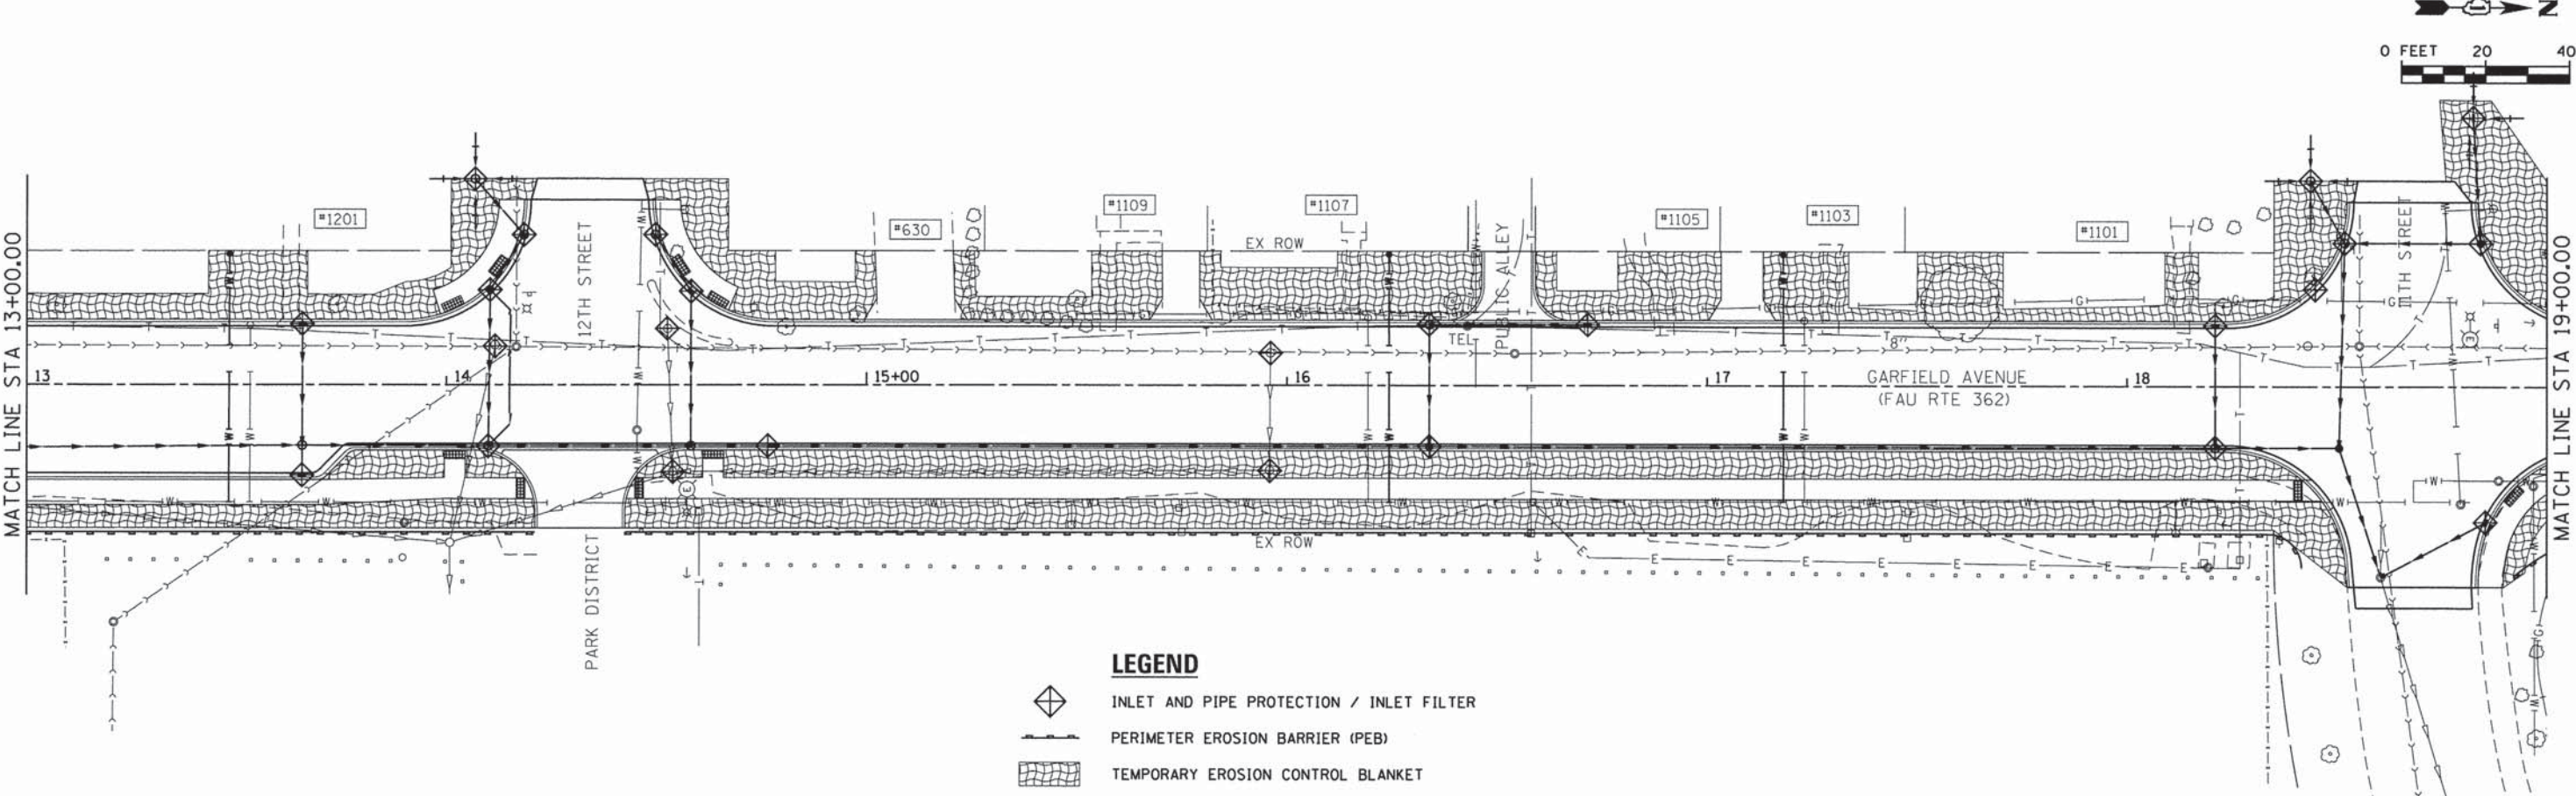 N
0 FEET 20 40
MATCH LINE STA 13+00.00
#1201
12TH STREET
#630
#1109
#1107
EX ROW
PUBLIC ALLEY
#1105
#1103
#1101
11TH STREET
MATCH LINE STA 19+00.00
TEL
8"
13
14
15+00
16
17
18
GARFIELD AVENUE
(FAU RTE 362)
EX ROW
PARK DISTRICT
LEGEND
INLET AND PIPE PROTECTION / INLET FILTER
PERIMETER EROSION BARRIER (PEB)
TEMPORARY EROSION CONTROL BLANKET